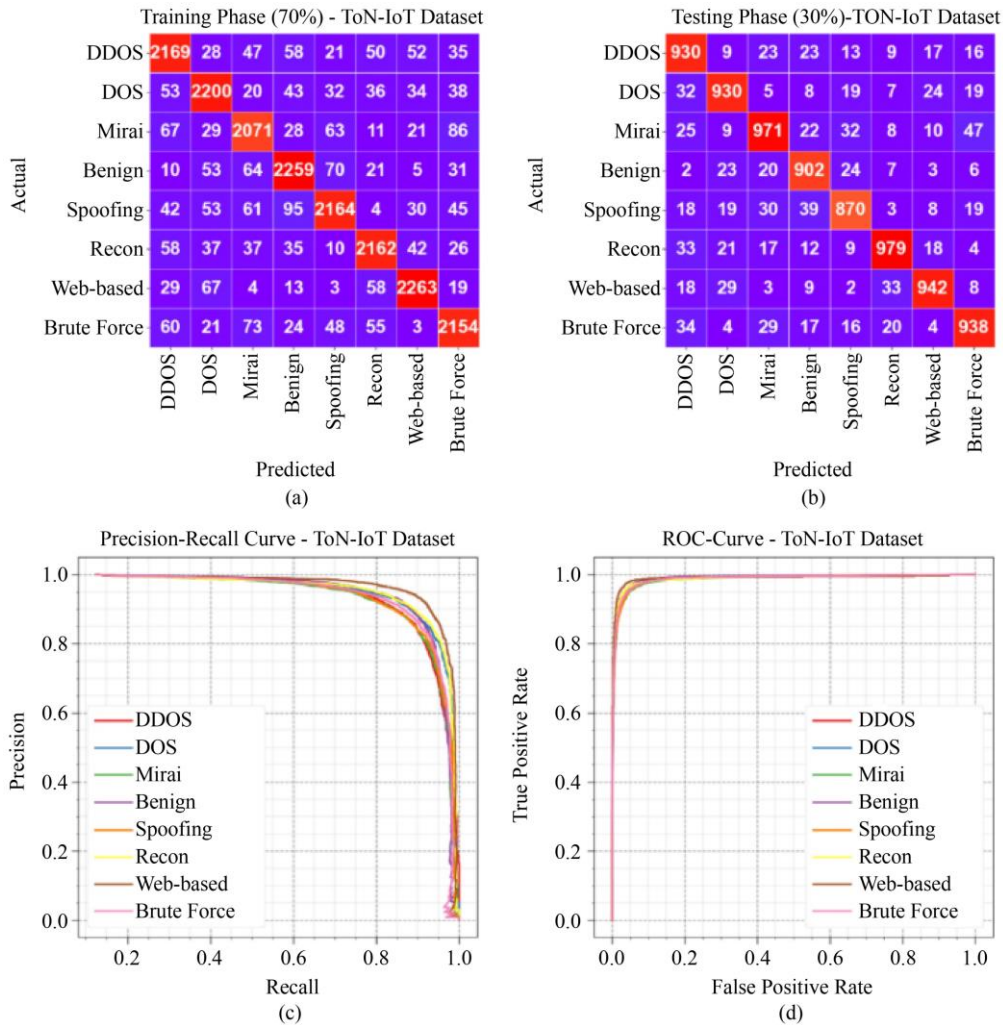 Training Phase (70%) - ToN-IoT Dataset
DDOS 2169 28 47 58 21 50 52 35
DOS 53 2200 20 43 32 36 34 38
Mirai 67 29 2071 28 63 11 21 86
Benign 10 53 64 2259 70 21 5 31
Spoofing 42 53 61 95 2164 4 30 45
Recon 58 37 37 35 10 2162 42 26
Web-based 29 67 4 13 3 58 2263 19
Brute Force 60 21 73 24 48 55 3 2154
Actual
DDOS
DOS
Mirai
Benign
Spoofing
Recon
Web-based
Brute Force
Predicted
(a)
Testing Phase (30%)-TON-IoT Dataset
DDOS 930 9 23 23 13 9 17 16
DOS 32 930 5 8 19 7 24 19
Mirai 25 9 971 22 32 8 10 47
Benign 2 23 20 902 24 7 3 6
Spoofing 18 19 30 39 870 3 8 19
Recon 33 21 17 12 9 979 18 4
Web-based 18 29 3 9 2 33 942 8
Brute Force 34 4 29 17 16 20 4 938
Actual
DDOS
DOS
Mirai
Benign
Spoofing
Recon
Web-based
Brute Force
Predicted
(b)
Precision-Recall Curve - ToN-IoT Dataset
1.0
0.8
0.6
0.4
0.2
0.0
Precision
DDOS
DOS
Mirai
Benign
Spoofing
Recon
Web-based
Brute Force
0.2 0.4 0.6 0.8 1.0
Recall
(c)
ROC-Curve - ToN-IoT Dataset
1.0
0.8
0.6
0.4
0.2
0.0
True Positive Rate
DDOS
DOS
Mirai
Benign
Spoofing
Recon
Web-based
Brute Force
0.0 0.2 0.4 0.6 0.8 1.0
False Positive Rate
(d)